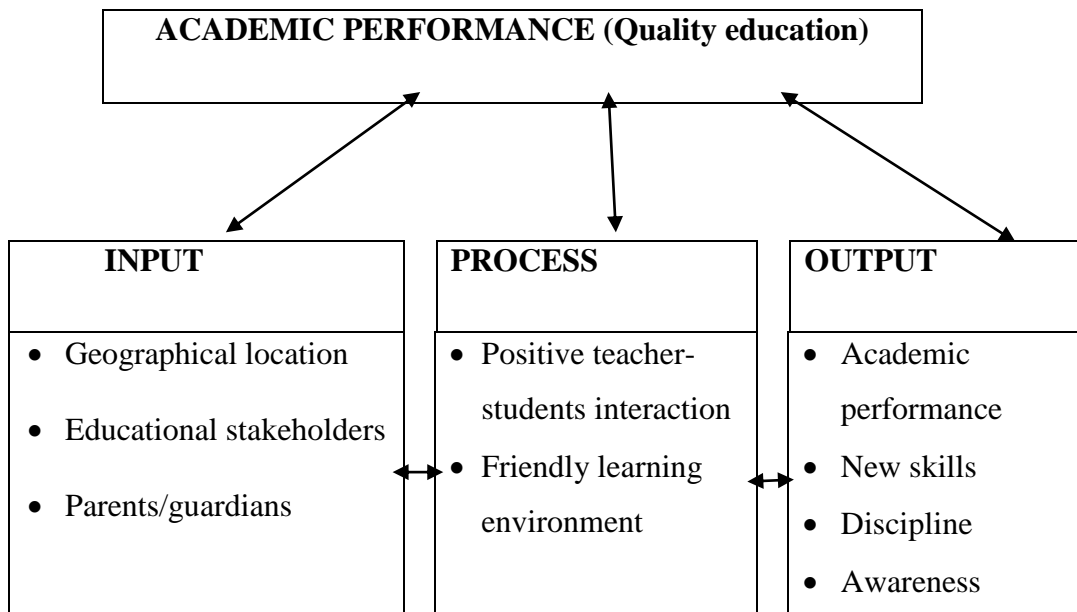 ACADEMIC PERFORMANCE (Quality education)
INPUT
• Geographical location
• Educational stakeholders
• Parents/guardians
PROCESS
• Positive teacher-
students interaction
• Friendly learning
environment
OUTPUT
• Academic
performance
• New skills
• Discipline
• Awareness